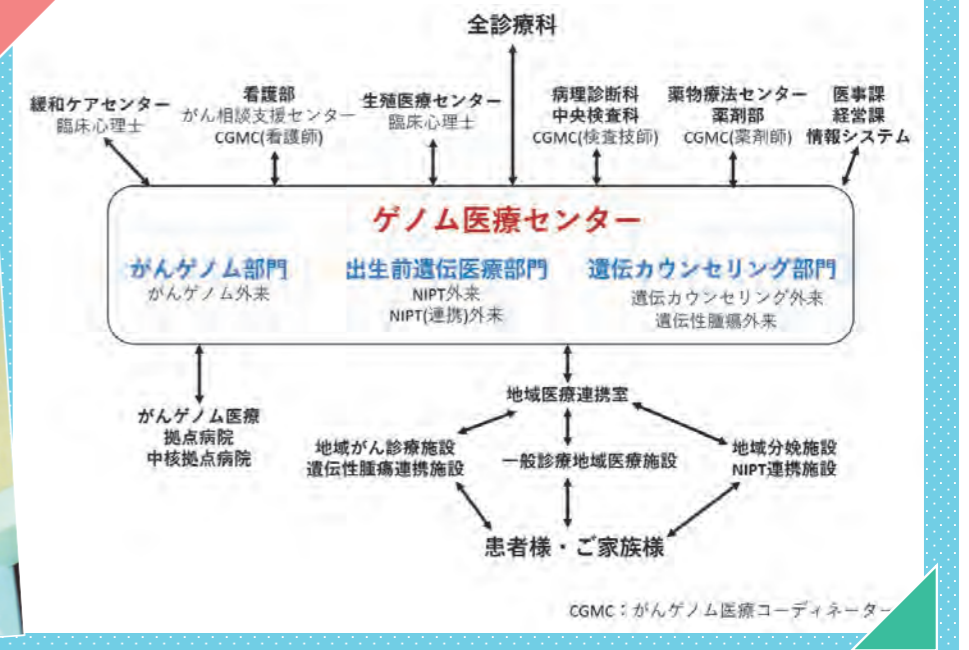 全診療科
緩和ケアセンター
臨床心理士
看護部
がん相談支援センター
CGMC(看護師)
生殖医療センター
臨床心理士
病理診断科
中央検査科
CGMC(検査技師)
薬物療法センター
薬剤部
CGMC(薬剤師)
医事課
経営課
情報システム
ゲノム医療センター
がんゲノム部門
がんゲノム外来
出生前遺伝医療部門
NIPT外来
NIPT(連携)外来
遺伝カウンセリング部門
遺伝カウンセリング外来
遺伝性腫瘍外来
がんゲノム医療
拠点病院
中核拠点病院
地域医療連携室
地域がん診療施設
遺伝性腫瘍連携施設
一般診療地域医療施設
地域分娩施設
NIPT連携施設
患者様・ご家族様
CGMC：がんゲノム医療コーディネーター